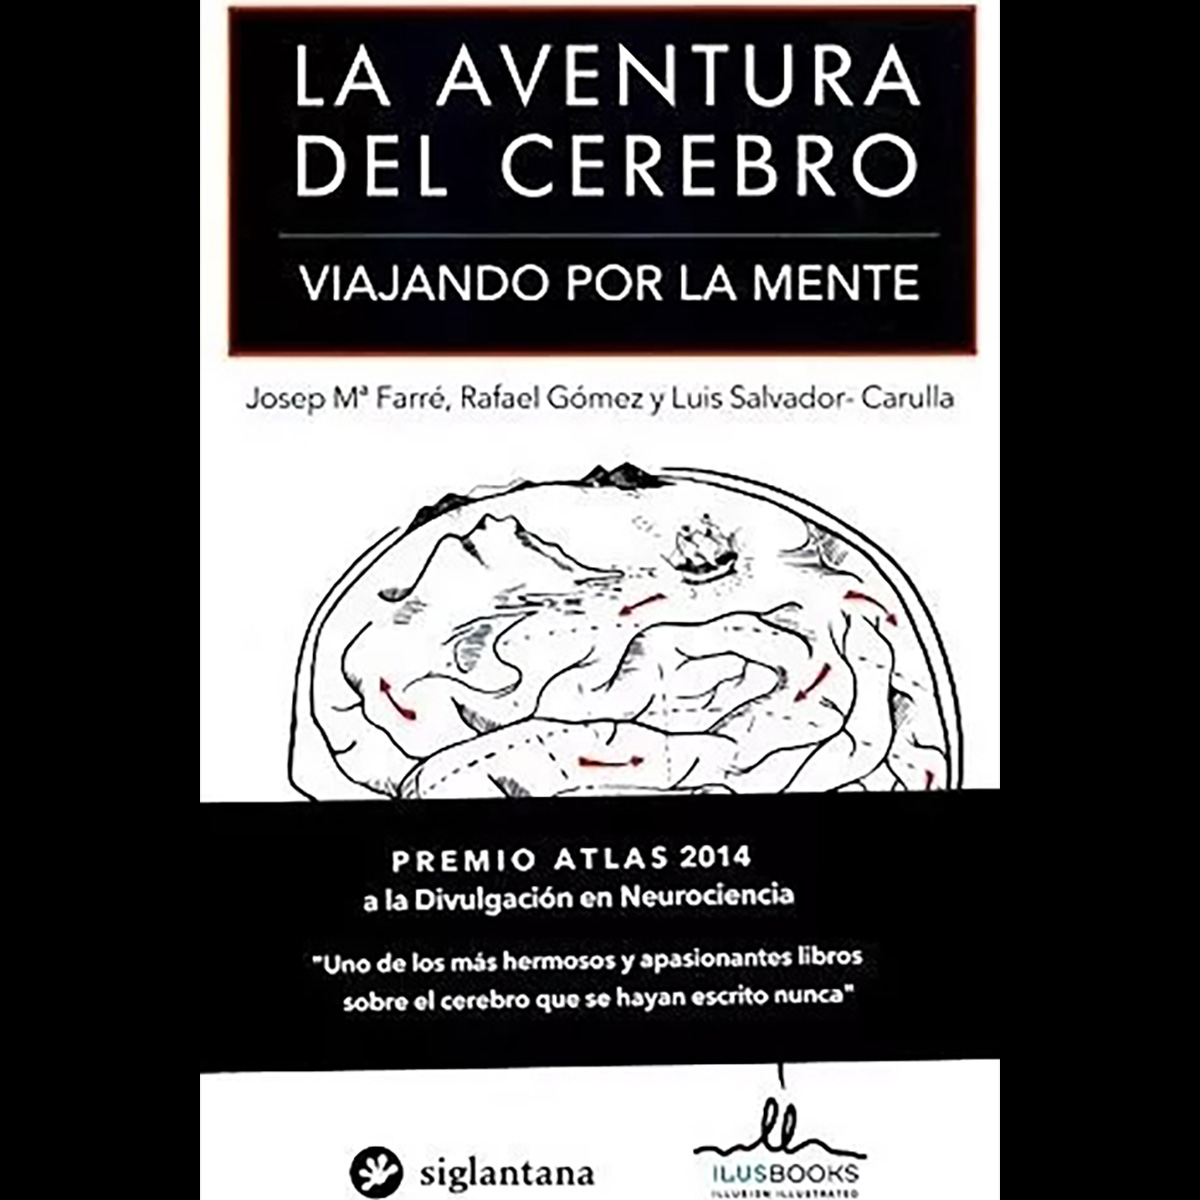 LA AVENTURA
DEL CEREBRO
VIAJANDO POR LA MENTE
Josep Mª Farré, Rafael Gómez y Luis Salvador- Carulla
PREMIO ATLAS 2014
a la Divulgación en Neurociencia
"Uno de los más hermosos y apasionantes libros
sobre el cerebro que se hayan escrito nunca"
siglantana
ILUSBOOKS
ILLUSION ILLUSTRATED